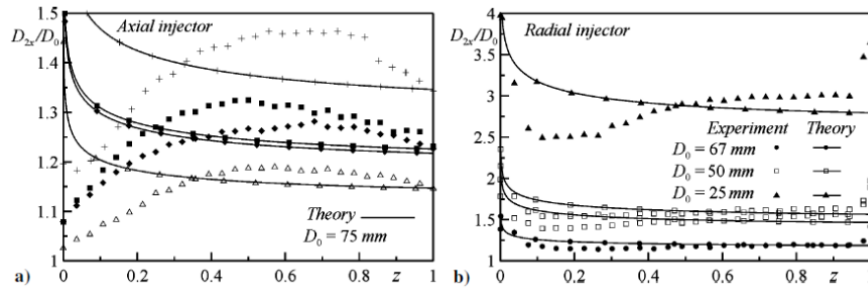 1.5
D2x/D0
1.4
1.3
1.2
1.1
1
Axial injector
Theory
D0 = 75 mm
0 0.2 0.4 0.6 0.8 z 1
a)
4
D2x/D0
3.5
3
2.5
2
1.5
1
Radial injector
Experiment Theory
D0 = 67 mm
D0 = 50 mm
D0 = 25 mm
0 0.2 0.4 0.6 0.8 z
b)